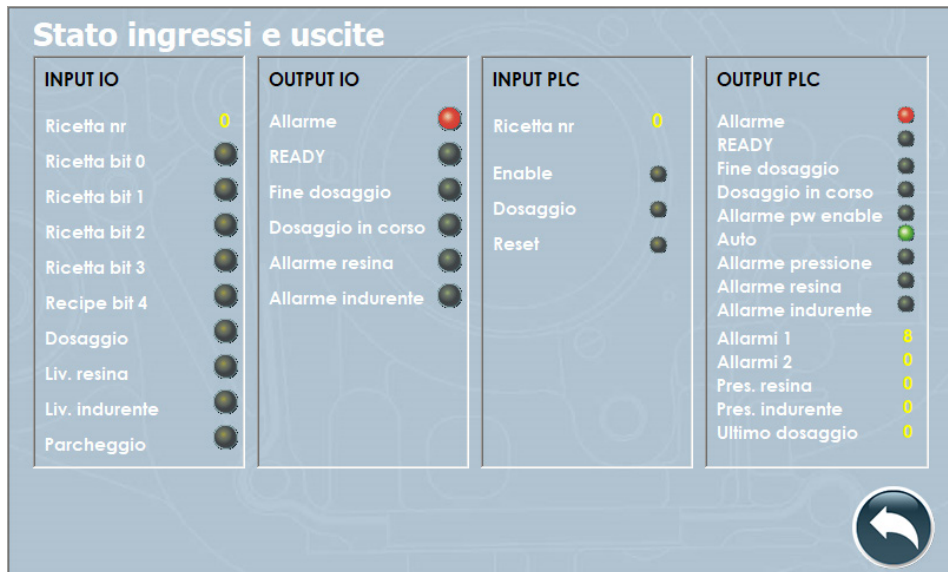 Stato ingressi e uscite
INPUT IO
Ricetta nr 0
Ricetta bit 0
Ricetta bit 1
Ricetta bit 2
Ricetta bit 3
Recipe bit 4
Dosaggio
Liv. resina
Liv. indurente
Parcheggio
OUTPUT IO
Allarme
READY
Fine dosaggio
Dosaggio in corso
Allarme resina
Allarme indurente
INPUT PLC
Ricetta nr 0
Enable
Dosaggio
Reset
OUTPUT PLC
Allarme
READY
Fine dosaggio
Dosaggio in corso
Allarme pw enable
Auto
Allarme pressione
Allarme resina
Allarme indurente
Allarmi 1 8
Allarmi 2 0
Pres. resina 0
Pres. indurente 0
Ultimo dosaggio 0